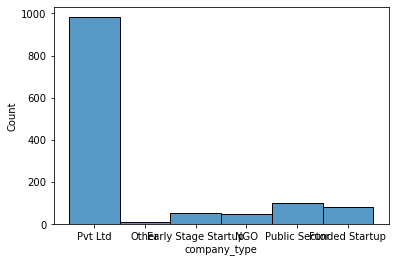 1000
800
600
400
200
0
Count
Pvt Ltd Other Early Stage Startup NGO Public Sector Funded Startup
company_type